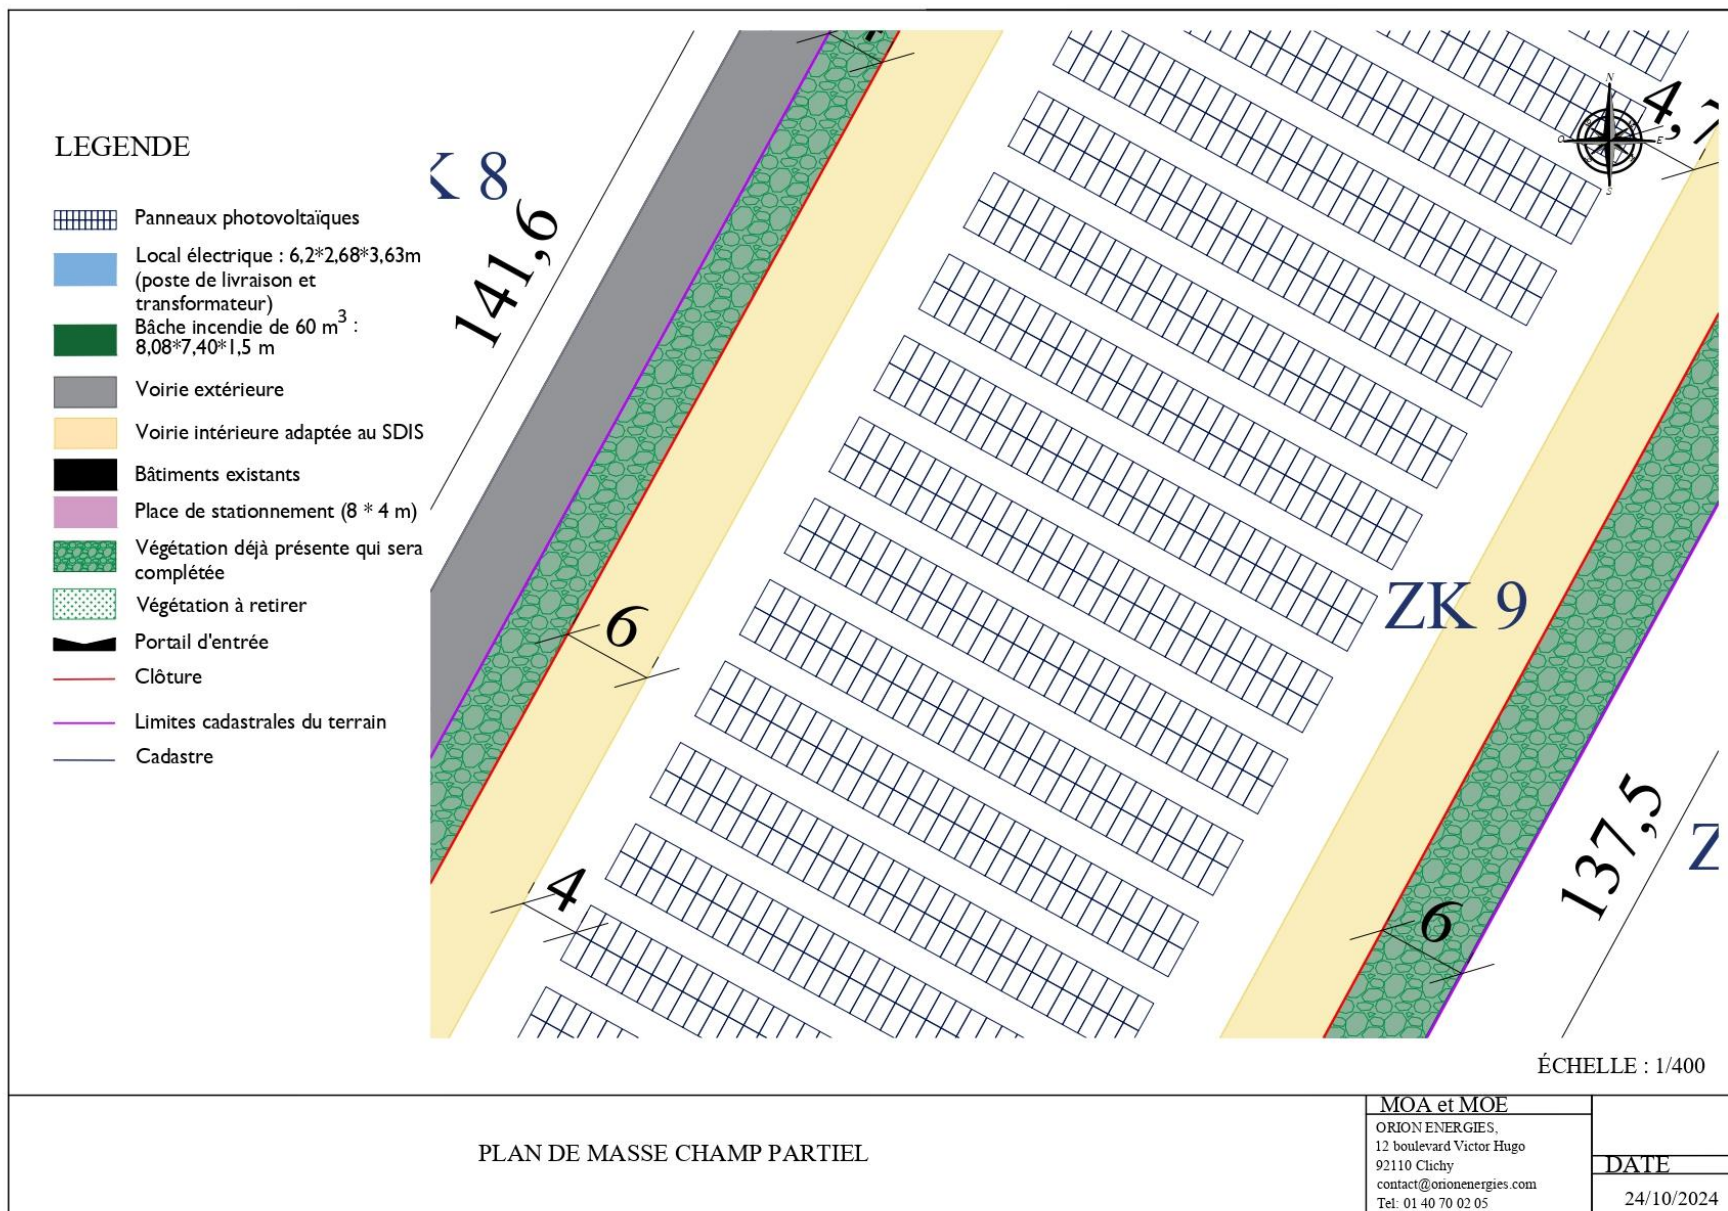 LEGENDE
Panneaux photovoltaïques
Local électrique : 6,2*2,68*3,63m
(poste de livraison et
transformateur)
Bâche incendie de 60 m³ :
8,08*7,40*1,5 m
Voirie extérieure
Voirie intérieure adaptée au SDIS
Bâtiments existants
Place de stationnement (8 * 4 m)
Végétation déjà présente qui sera
complétée
Végétation à retirer
Portail d'entrée
Clôture
Limites cadastrales du terrain
Cadastre
K 8
141,6
6
4
N
O
E
S
4,7
ZK 9
137,5
Z
6
ÉCHELLE : 1/400
PLAN DE MASSE CHAMP PARTIEL
MOA et MOE
ORION ENERGIES,
12 boulevard Victor Hugo
92110 Clichy
contact@orionenergies.com
Tel: 01 40 70 02 05
DATE
24/10/2024